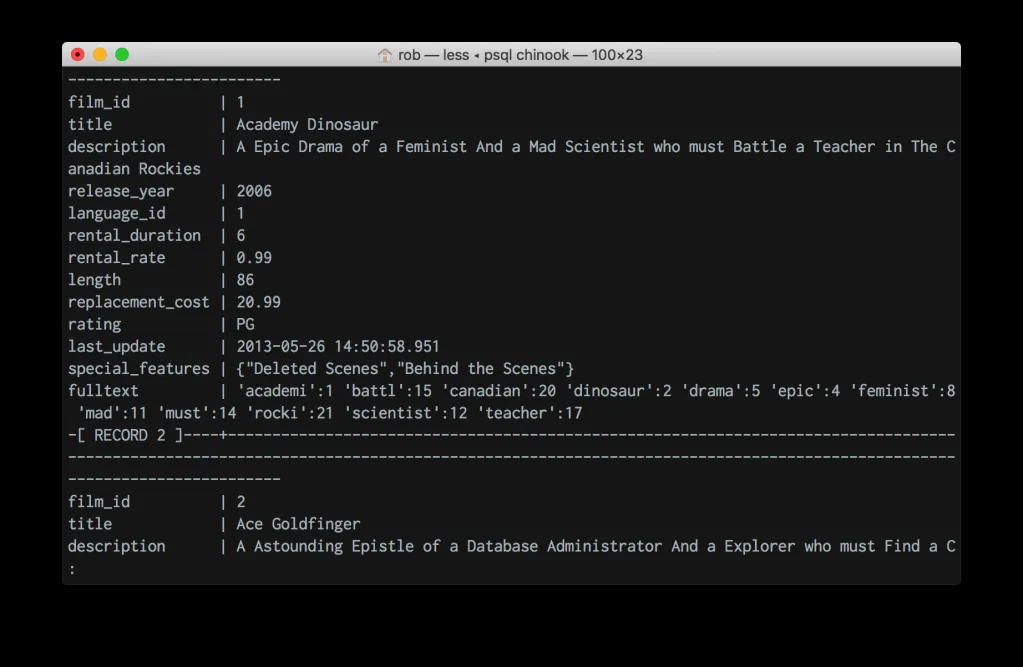 rob — less ◂ psql chinook — 100×23
------------------------
film_id          | 1
title            | Academy Dinosaur
description      | A Epic Drama of a Feminist And a Mad Scientist who must Battle a Teacher in The C
anadian Rockies
release_year     | 2006
language_id      | 1
rental_duration  | 6
rental_rate      | 0.99
length           | 86
replacement_cost | 20.99
rating           | PG
last_update      | 2013-05-26 14:50:58.951
special_features | {"Deleted Scenes","Behind the Scenes"}
fulltext         | 'academi':1 'battl':15 'canadian':20 'dinosaur':2 'drama':5 'epic':4 'feminist':8
 'mad':11 'must':14 'rocki':21 'scientist':12 'teacher':17
-[ RECORD 2 ]----+----------------------------------------------------------------------------------
----------------------------------------------------------------------------------------------------
------------------------
film_id          | 2
title            | Ace Goldfinger
description      | A Astounding Epistle of a Database Administrator And a Explorer who must Find a C
: